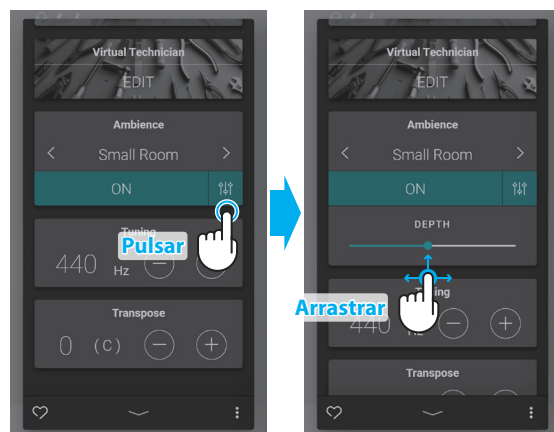 Virtual Technician
EDIT
Ambience
Small Room
ON
Tuning
Pulsar
440 Hz
Transpose
0 (C)
Virtual Technician
EDIT
Ambience
Small Room
ON
DEPTH
Arrastrar
440
Transpose